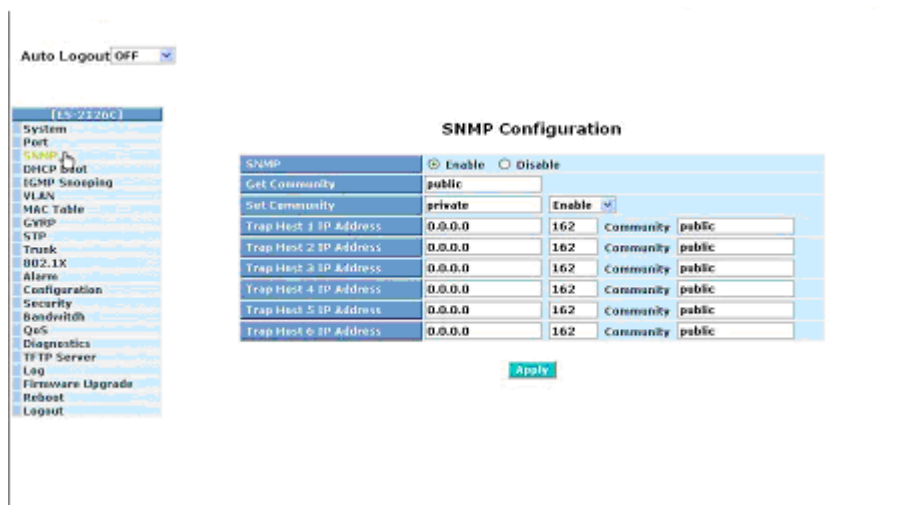 Auto Logout OFF
[ES-2126C]
System
Port
SNMP
DHCP Boot
IGMP Snooping
VLAN
MAC Table
GVRP
STP
Trunk
802.1X
Alarm
Configuration
Security
Bandwitdh
QoS
Diagnostics
TFTP Server
Log
Firmware Upgrade
Reboot
Logout
SNMP Configuration
SNMP Enable Disable
Get Community public
Set Community private Enable
Trap Host 1 IP Address 0.0.0.0 162 Community public
Trap Host 2 IP Address 0.0.0.0 162 Community public
Trap Host 3 IP Address 0.0.0.0 162 Community public
Trap Host 4 IP Address 0.0.0.0 162 Community public
Trap Host 5 IP Address 0.0.0.0 162 Community public
Trap Host 6 IP Address 0.0.0.0 162 Community public
Apply